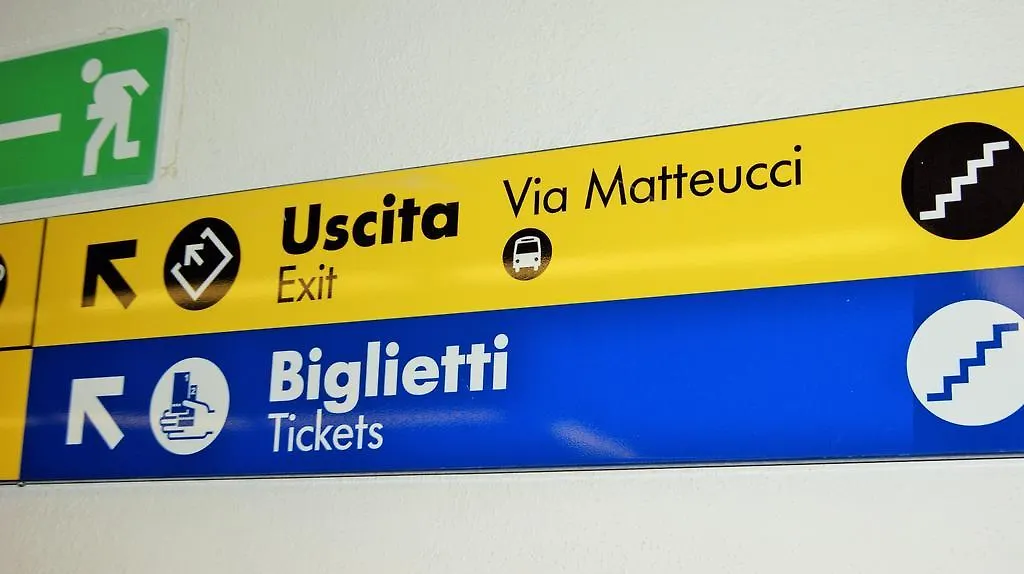 Uscita
Exit
Via Matteucci
Biglietti
Tickets